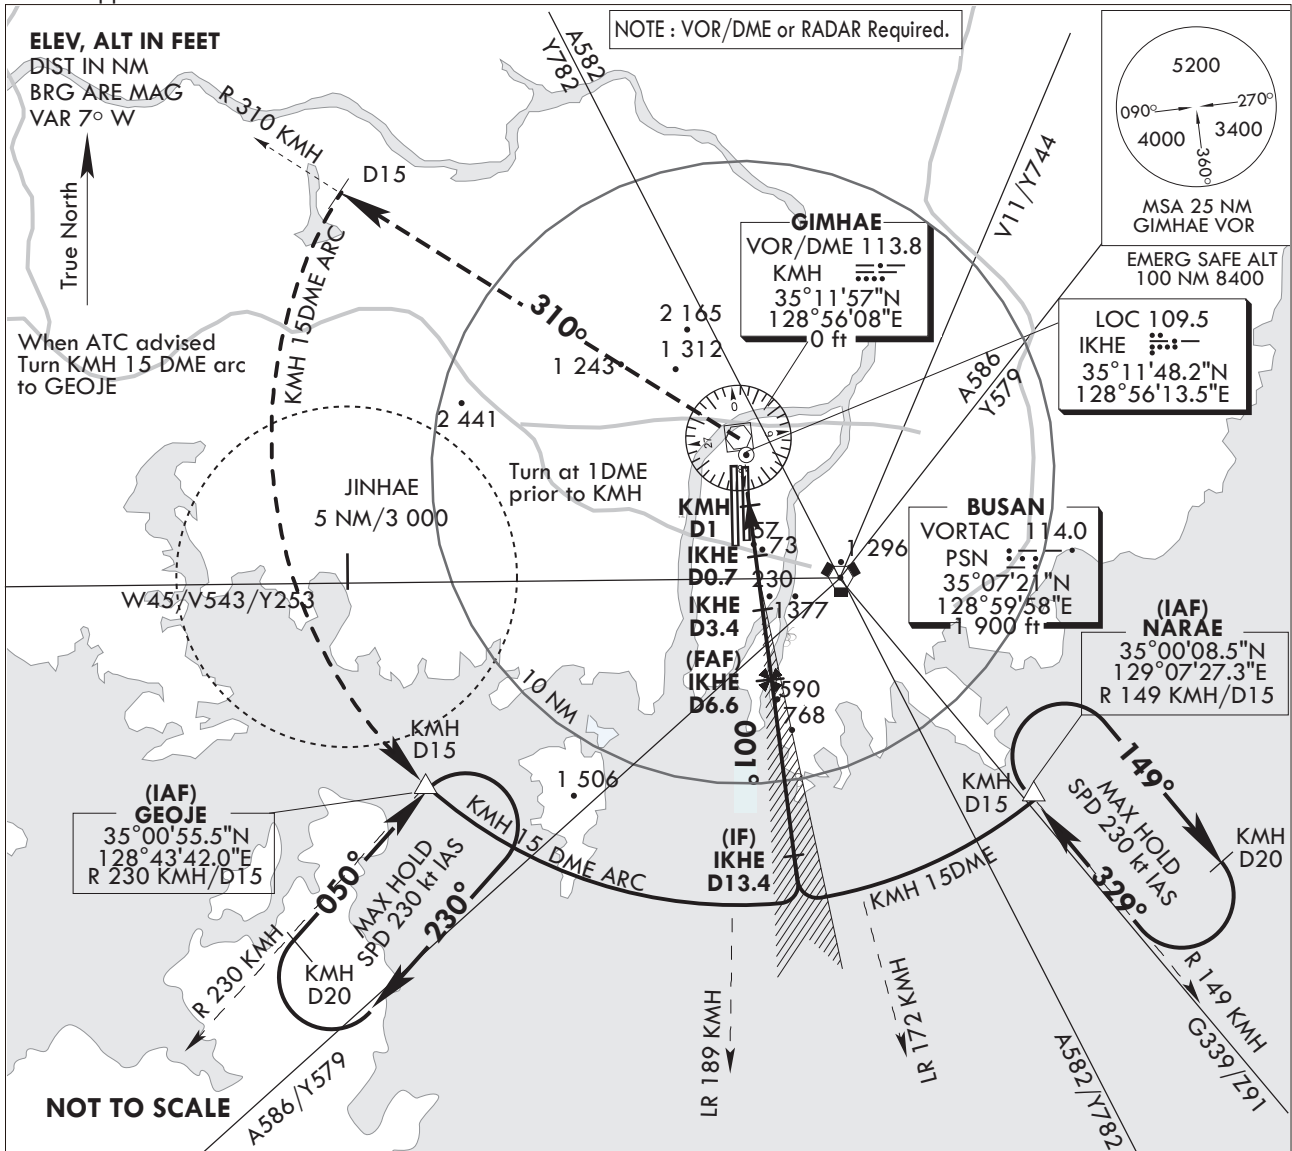 NOTE : VOR/DME or RADAR Required.
ELEV, ALT IN FEET
DIST IN NM
BRG ARE MAG
VAR 7° W
True North
A582
Y782
R 310 KMH
D15
V11/Y744
5200
090°
270°
4000
3400
360°
MSA 25 NM
GIMHAE VOR
EMERG SAFE ALT
100 NM 8400
GIMHAE
VOR/DME 113.8
KMH
35°11'57"N
128°56'08"E
0 ft
LOC 109.5
IKHE
35°11'48.2"N
128°56'13.5"E
KMH 15DME ARC
310°
2 165
1 312
1 243
2 441
When ATC advised
Turn KMH 15 DME arc
to GEOJE
A586
Y579
0
9
27
JINHAE
5 NM/3 000
Turn at 1DME
prior to KMH
KMH
D1
57
73
IKHE
D0.7
230
1 296
IKHE
D3.4
1377
BUSAN
VORTAC 114.0
PSN
35°07'21"N
128°59'58"E
1 900 ft
W45/V543/Y253
(FAF)
IKHE
D6.6
590
768
001°
10 NM
(IAF)
NARAE
35°00'08.5"N
129°07'27.3"E
R 149 KMH/D15
KMH
D15
(IAF)
GEOJE
35°00'55.5"N
128°43'42.0"E
R 230 KMH/D15
1 506
KMH 15 DME ARC
(IF)
IKHE
D13.4
KMH 15DME
KMH
D15
149°
MAX HOLD
SPD 230 kt IAS
329°
KMH
D20
050°
MAX HOLD
SPD 230 kt IAS
230°
KMH
D20
R 230 KMH
LR 189 KMH
LR 172 KMH
R 149 KMH
G339/Z91
A582/Y782
A586/Y579
NOT TO SCALE